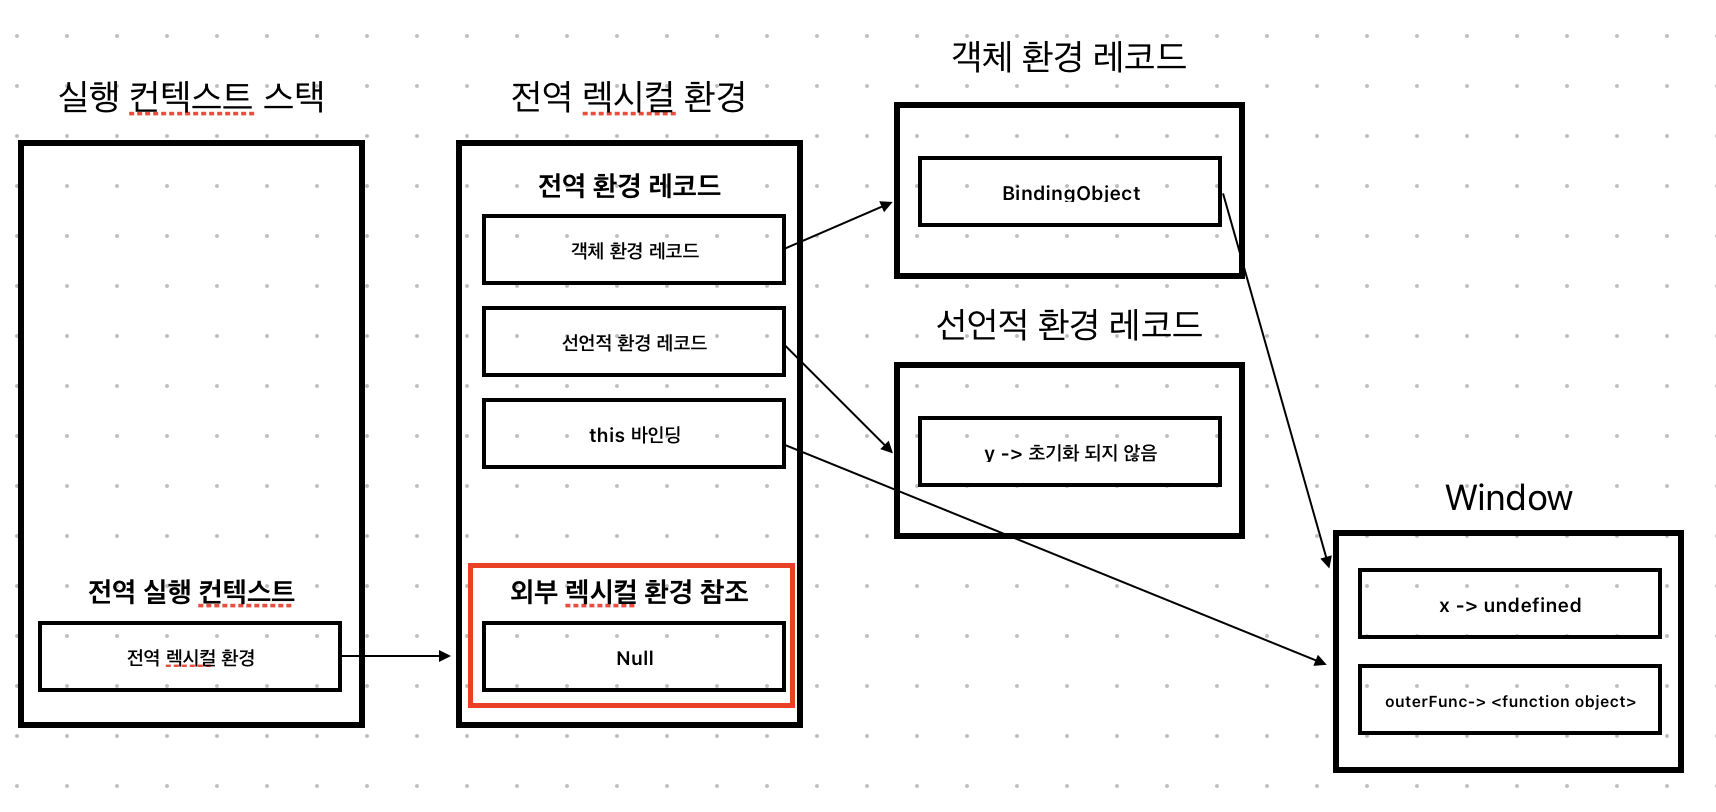 실행 컨텍스트 스택
전역 실행 컨텍스트
전역 렉시컬 환경
전역 렉시컬 환경
전역 환경 레코드
객체 환경 레코드
선언적 환경 레코드
this 바인딩
외부 렉시컬 환경 참조
Null
객체 환경 레코드
BindingObject
선언적 환경 레코드
y -> 초기화 되지 않음
Window
x -> undefined
outerFunc-> <function object>